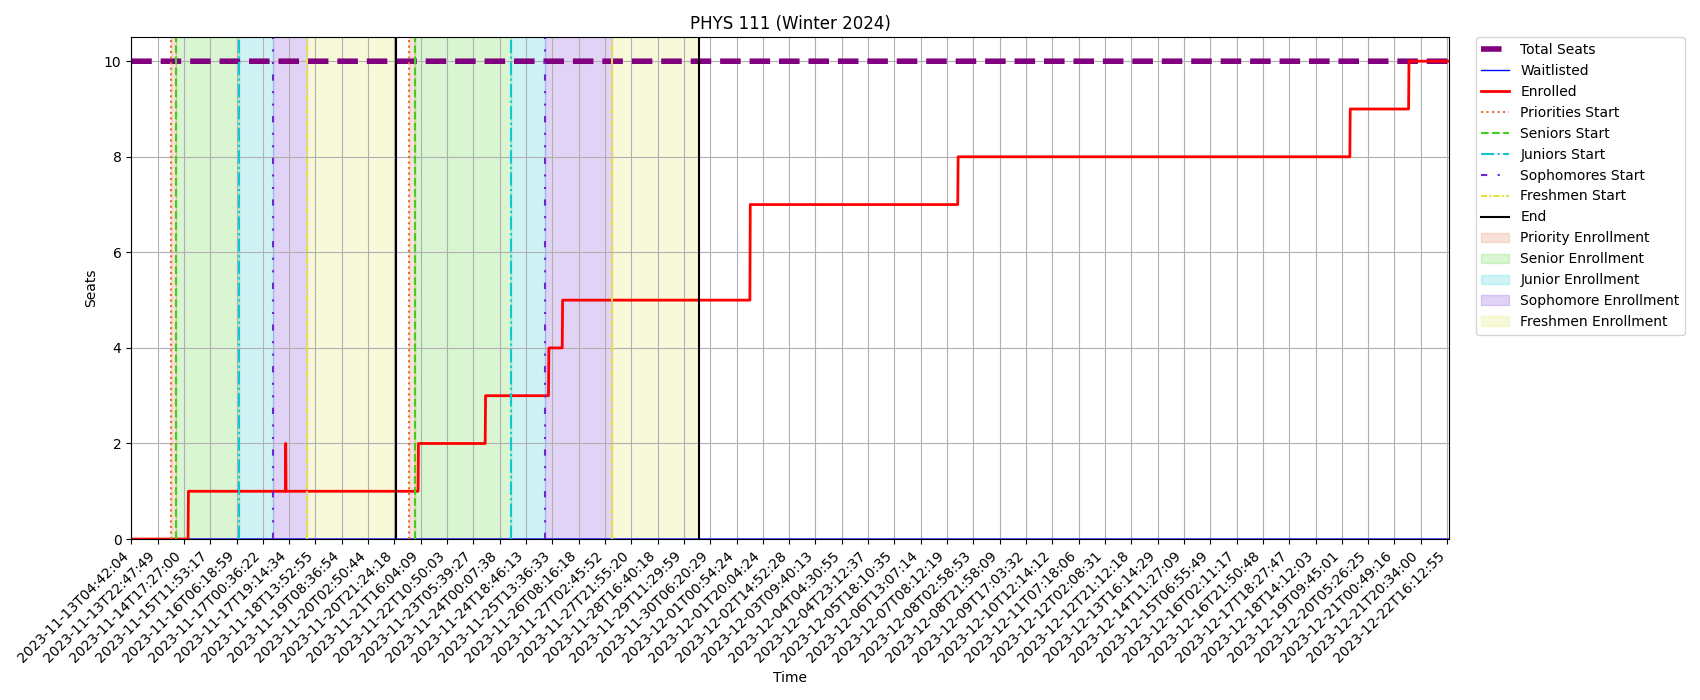 PHYS 111 (Winter 2024)
Seats
10
8
6
4
2
0
2023-11-13T04:42:04
2023-11-13T22:47:49
2023-11-14T17:27:00
2023-11-15T11:53:17
2023-11-16T06:18:59
2023-11-17T00:36:22
2023-11-17T19:14:34
2023-11-18T13:52:55
2023-11-19T08:36:54
2023-11-20T02:50:44
2023-11-20T21:24:18
2023-11-21T16:04:09
2023-11-22T10:50:03
2023-11-23T05:39:27
2023-11-24T00:07:38
2023-11-24T18:46:13
2023-11-25T13:36:33
2023-11-26T08:16:18
2023-11-27T02:45:52
2023-11-27T21:55:20
2023-11-28T16:40:18
2023-11-29T11:29:59
2023-11-30T06:20:29
2023-12-01T00:54:24
2023-12-01T20:04:24
2023-12-02T14:52:28
2023-12-03T09:40:13
2023-12-04T04:30:55
2023-12-04T23:12:37
2023-12-05T18:10:35
2023-12-06T13:07:14
2023-12-07T08:12:19
2023-12-08T02:58:53
2023-12-08T21:58:09
2023-12-09T17:03:32
2023-12-10T12:14:12
2023-12-11T07:18:06
2023-12-12T02:08:31
2023-12-12T21:12:18
2023-12-13T16:14:29
2023-12-14T11:27:09
2023-12-15T06:55:49
2023-12-16T02:11:17
2023-12-16T21:50:48
2023-12-17T18:27:47
2023-12-18T14:12:03
2023-12-19T09:45:01
2023-12-20T05:26:25
2023-12-21T00:49:16
2023-12-21T20:34:00
2023-12-22T16:12:55
Time
Total Seats
Waitlisted
Enrolled
Priorities Start
Seniors Start
Juniors Start
Sophomores Start
Freshmen Start
End
Priority Enrollment
Senior Enrollment
Junior Enrollment
Sophomore Enrollment
Freshmen Enrollment